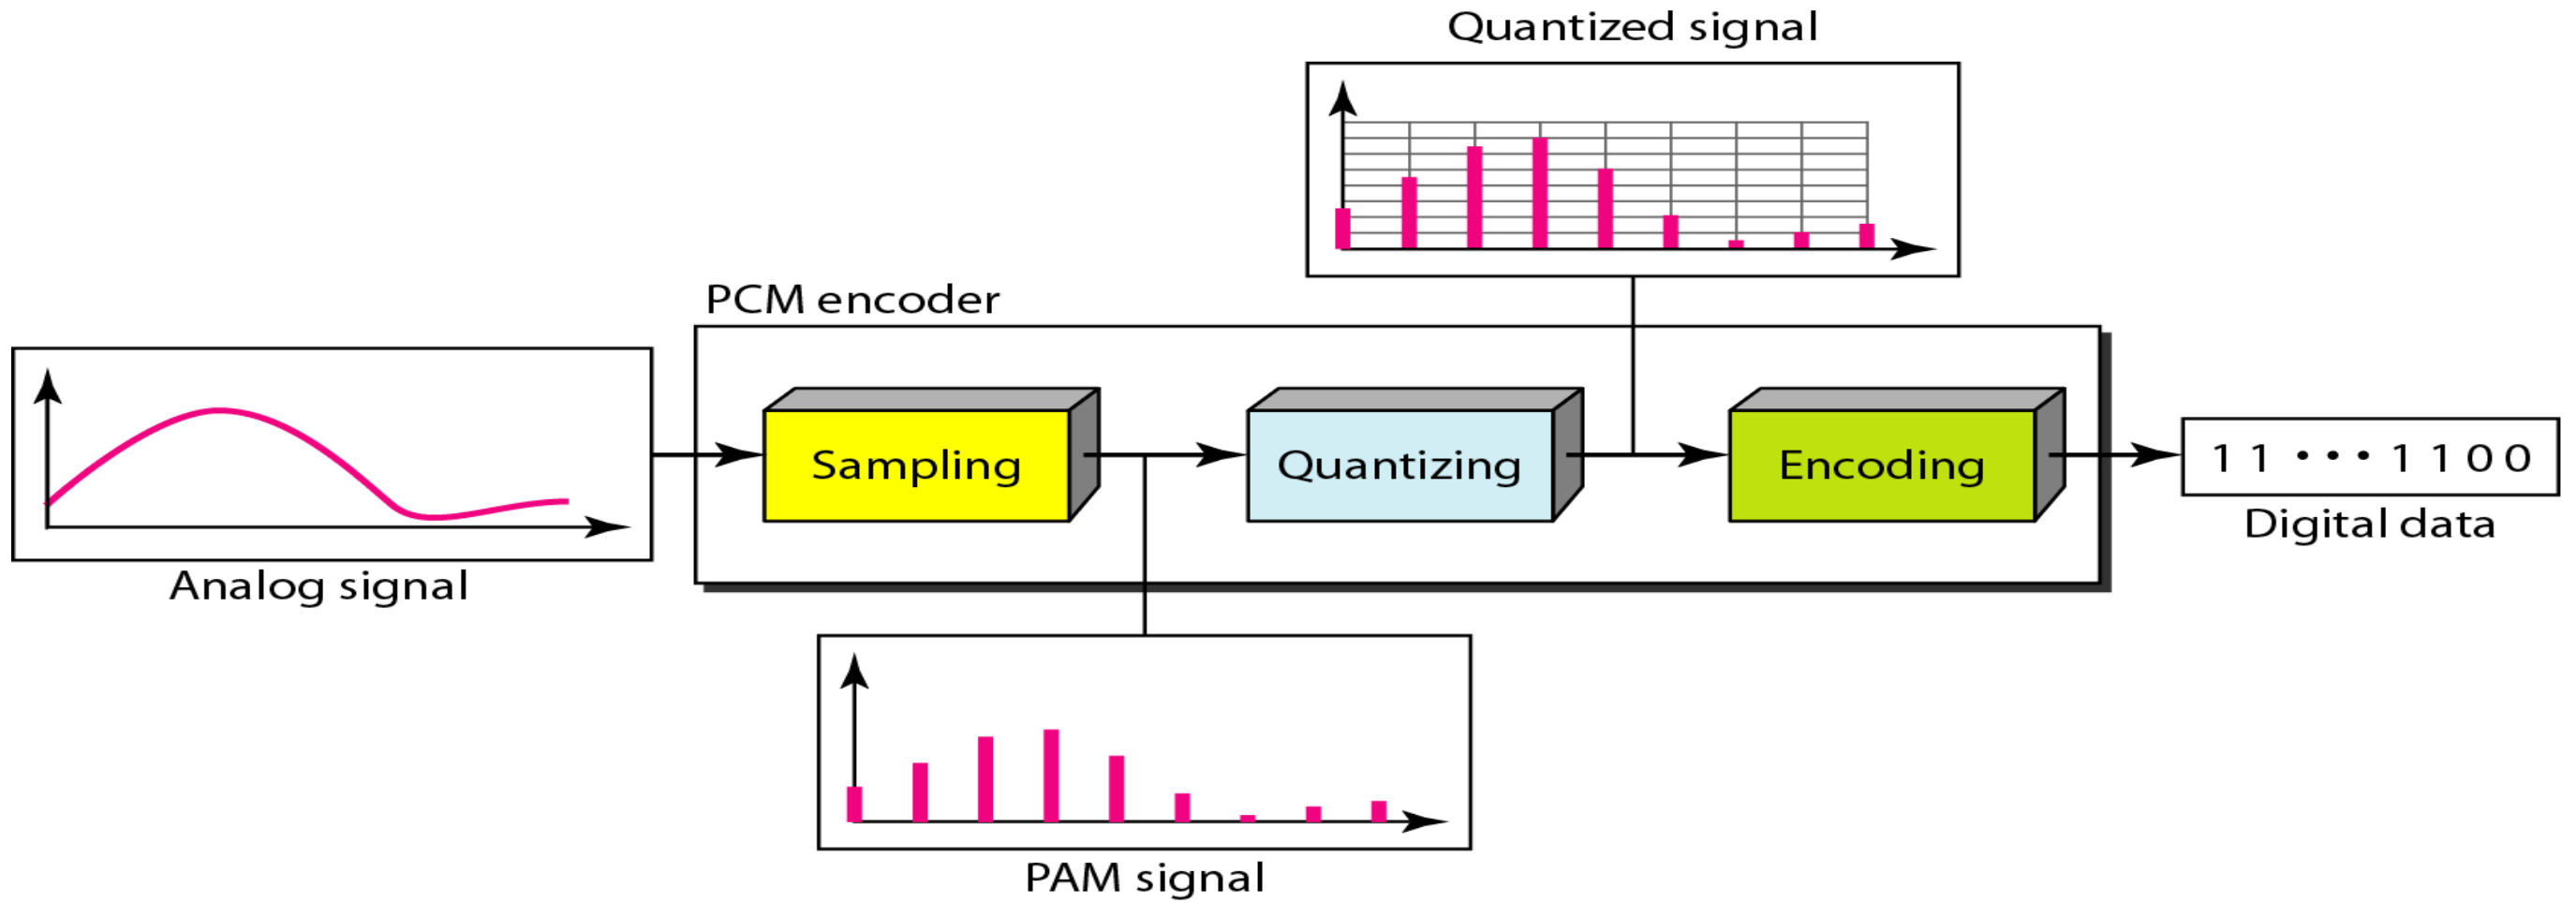 Quantized signal
PCM encoder
Sampling
Quantizing
Encoding
1 1 • • • 1 1 0 0
Digital data
Analog signal
PAM signal